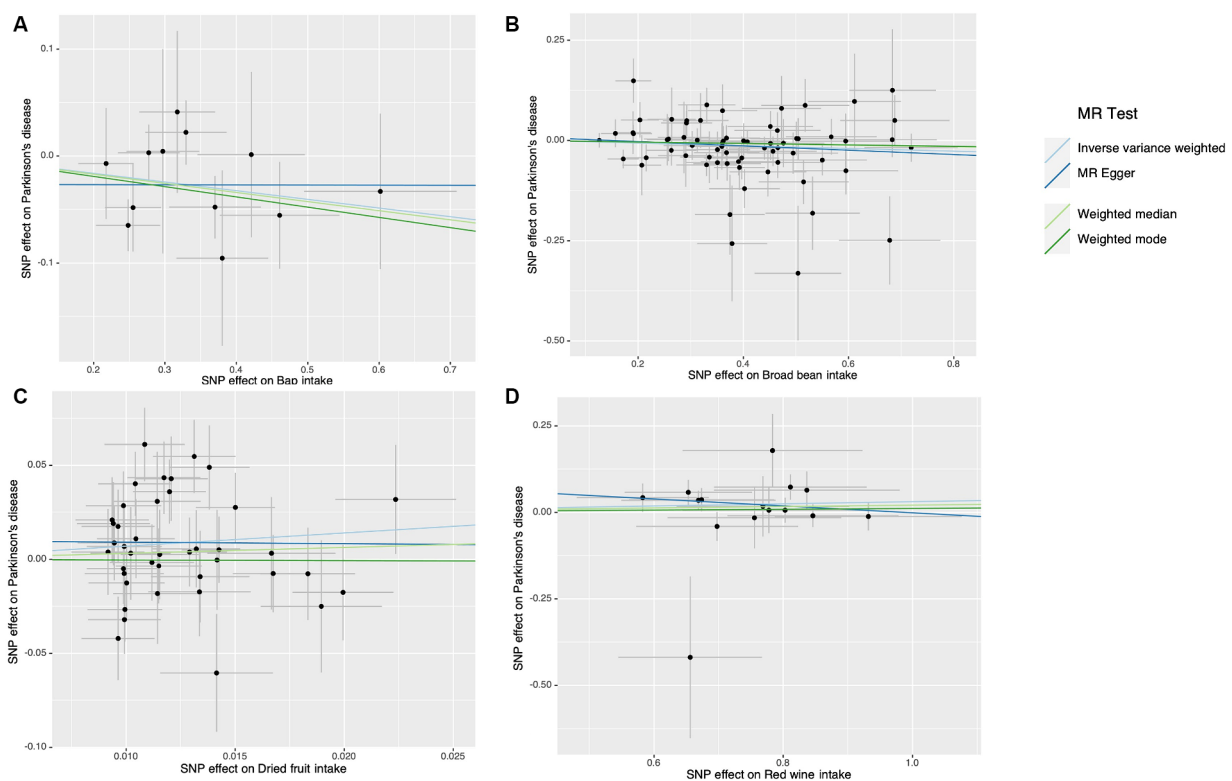 A
0.1
0.0
-0.1
SNP effect on Parkinson's disease
0.2 0.3 0.4 0.5 0.6 0.7
SNP effect on Bap intake
B
0.25
0.00
-0.25
-0.50
SNP effect on Parkinson's disease
0.2 0.4 0.6 0.8
SNP effect on Broad bean intake
MR Test
Inverse variance weighted
MR Egger
Weighted median
Weighted mode
C
0.05
0.00
-0.05
-0.10
SNP effect on Parkinson's disease
0.010 0.015 0.020 0.025
SNP effect on Dried fruit intake
D
0.25
0.00
-0.25
-0.50
SNP effect on Parkinson's disease
0.6 0.8 1.0
SNP effect on Red wine intake